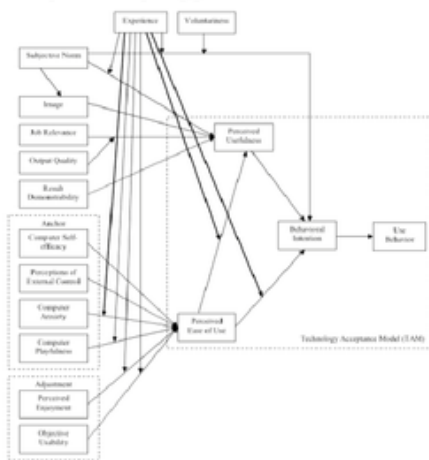 Experience
Voluntariness
Subjective Norm
Image
Job Relevance
Output Quality
Result
Demonstrability
Perceived
Usefulness
Behavioral
Intention
Use
Behavior
Anchor
Computer Self-
efficacy
Perceptions of
External Control
Computer
Anxiety
Computer
Playfulness
Perceived
Ease of Use
Technology Acceptance Model (TAM)
Adjustment
Perceived
Enjoyment
Objective
Usability